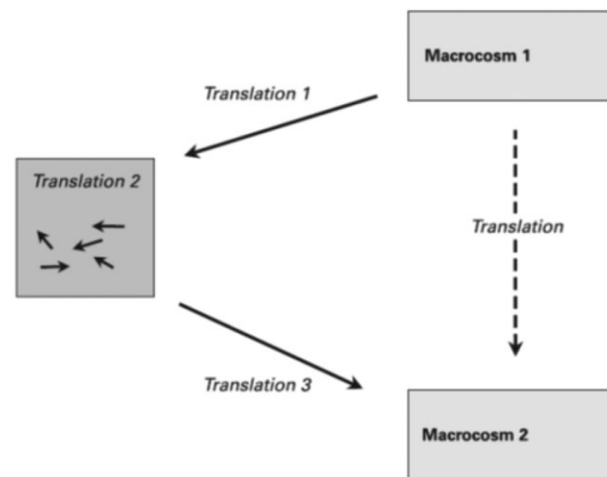 Macrocosm 1
Translation 1
Translation 2
Translation
Translation 3
Macrocosm 2